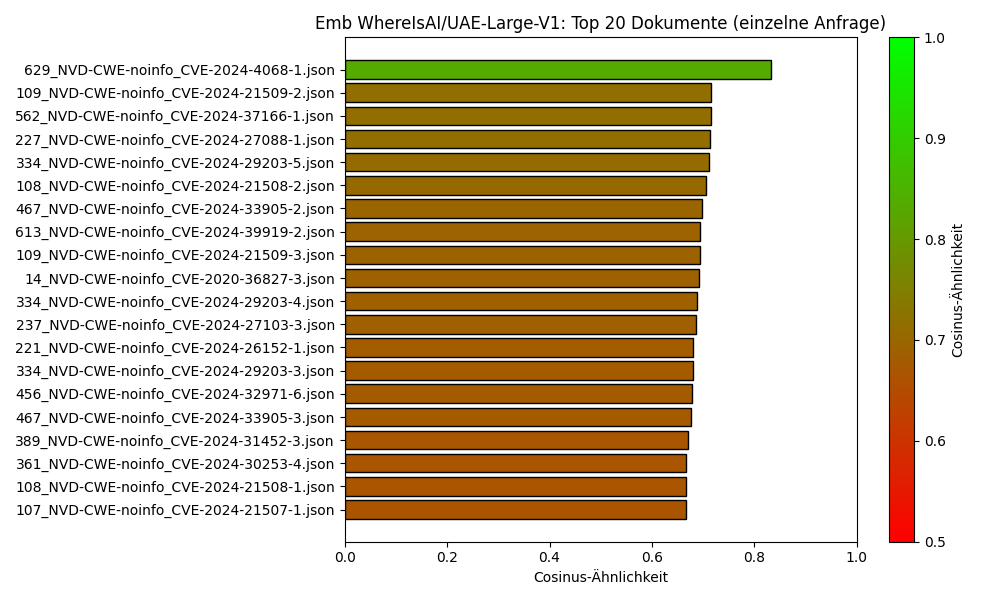 Emb WhereIsAI/UAE-Large-V1: Top 20 Dokumente (einzelne Anfrage)
629_NVD-CWE-noinfo_CVE-2024-4068-1.json
109_NVD-CWE-noinfo_CVE-2024-21509-2.json
562_NVD-CWE-noinfo_CVE-2024-37166-1.json
227_NVD-CWE-noinfo_CVE-2024-27088-1.json
334_NVD-CWE-noinfo_CVE-2024-29203-5.json
108_NVD-CWE-noinfo_CVE-2024-21508-2.json
467_NVD-CWE-noinfo_CVE-2024-33905-2.json
613_NVD-CWE-noinfo_CVE-2024-39919-2.json
109_NVD-CWE-noinfo_CVE-2024-21509-3.json
14_NVD-CWE-noinfo_CVE-2020-36827-3.json
334_NVD-CWE-noinfo_CVE-2024-29203-4.json
237_NVD-CWE-noinfo_CVE-2024-27103-3.json
221_NVD-CWE-noinfo_CVE-2024-26152-1.json
334_NVD-CWE-noinfo_CVE-2024-29203-3.json
456_NVD-CWE-noinfo_CVE-2024-32971-6.json
467_NVD-CWE-noinfo_CVE-2024-33905-3.json
389_NVD-CWE-noinfo_CVE-2024-31452-3.json
361_NVD-CWE-noinfo_CVE-2024-30253-4.json
108_NVD-CWE-noinfo_CVE-2024-21508-1.json
107_NVD-CWE-noinfo_CVE-2024-21507-1.json
0.0 0.2 0.4 0.6 0.8 1.0
Cosinus-Ähnlichkeit
1.0
0.9
0.8
0.7
0.6
0.5
Cosinus-Ähnlichkeit